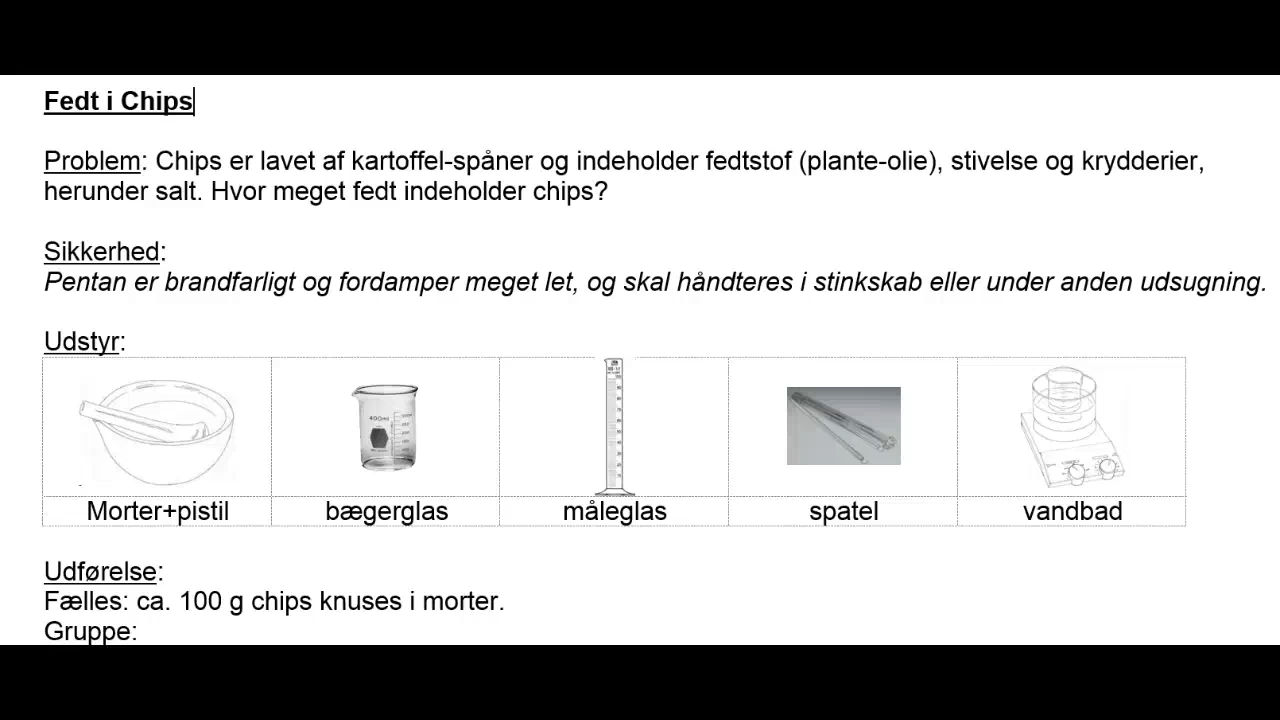 Fedt i Chips
Problem: Chips er lavet af kartoffel-spåner og indeholder fedtstof (plante-olie), stivelse og krydderier,
herunder salt. Hvor meget fedt indeholder chips?
Sikkerhed:
Pentan er brandfarligt og fordamper meget let, og skal håndteres i stinkskab eller under anden udsugning.
Udstyr:
400ml
Morter+pistil bægerglas måleglas spatel vandbad
Udførelse:
Fælles: ca. 100 g chips knuses i morter.
Gruppe: